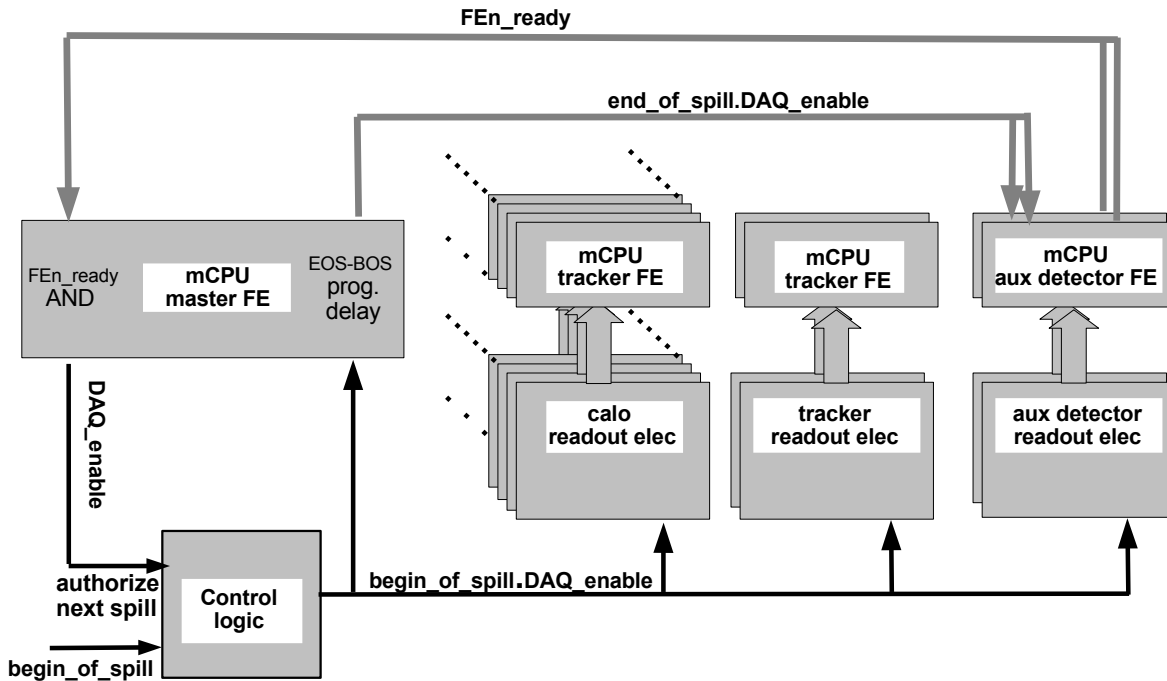 FEn_ready
end_of_spill.DAQ_enable
FEn_ready
AND
mCPU
master FE
EOS-BOS
prog.
delay
mCPU
tracker FE
mCPU
tracker FE
mCPU
aux detector FE
calo
readout elec
tracker
readout elec
aux detector
readout elec
DAQ_enable
authorize
next spill
Control
logic
begin_of_spill.DAQ_enable
begin_of_spill